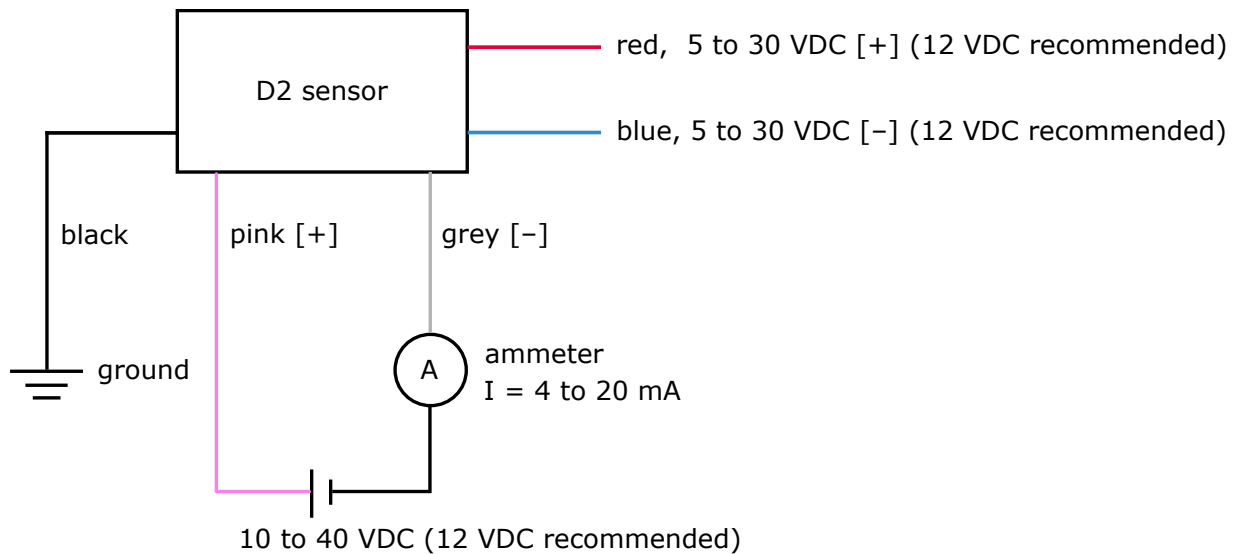 red,  5 to 30 VDC [+] (12 VDC recommended)
D2 sensor
blue, 5 to 30 VDC [–] (12 VDC recommended)
black
pink [+]
grey [–]
ground
A
ammeter
I = 4 to 20 mA
10 to 40 VDC (12 VDC recommended)